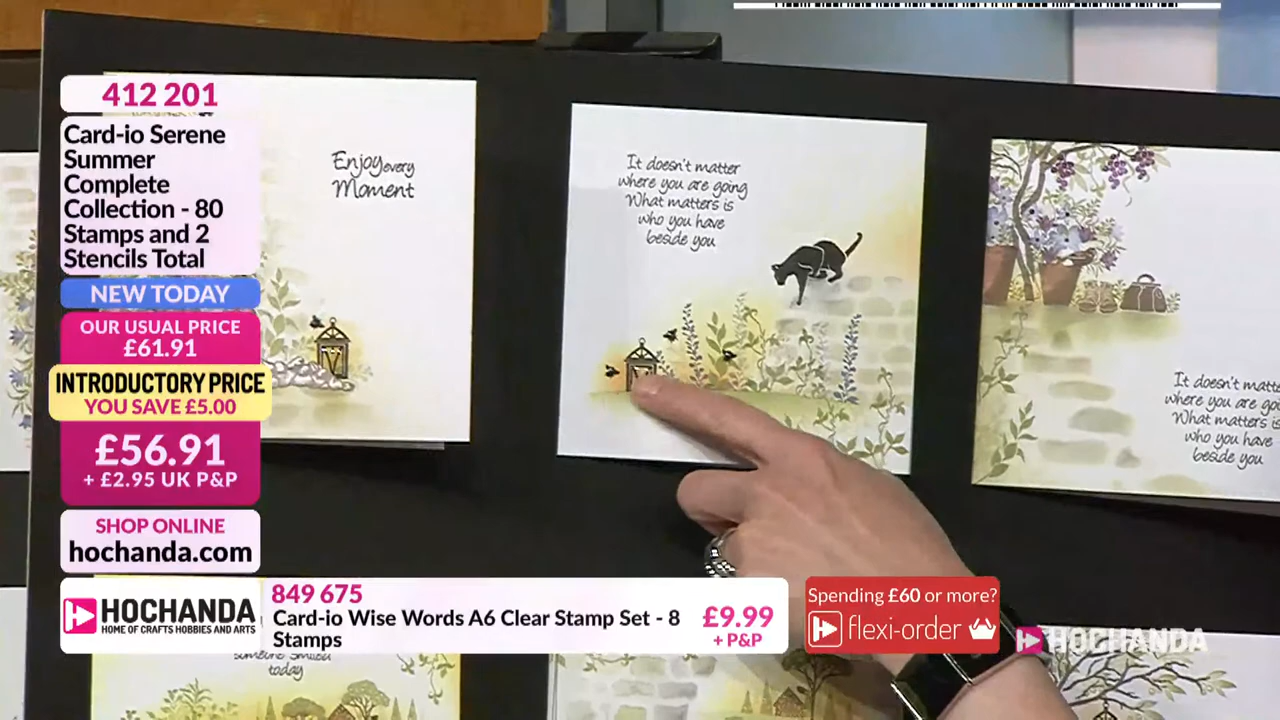 412 201
Card-io Serene
Summer
Complete
Collection - 80
Stamps and 2
Stencils Total
NEW TODAY
OUR USUAL PRICE
£61.91
INTRODUCTORY PRICE
YOU SAVE £5.00
£56.91
+ £2.95 UK P&P
SHOP ONLINE
hochanda.com
Enjoy every
Moment
It doesn't matter
where you are going
What matters is
who you have
beside you
It doesn't matte
where you are goi
What matters is
who you have
beside you
HOCHANDA
HOME OF CRAFTS HOBBIES AND ARTS
849 675
Card-io Wise Words A6 Clear Stamp Set - 8
Stamps
£9.99
+ P&P
Spending £60 or more?
flexi-order
HOCHANDA
someone smiled
today